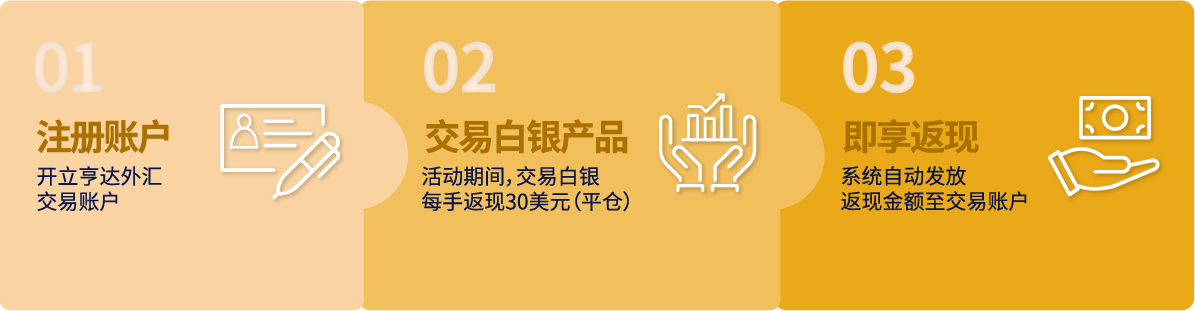 01
注册账户
开立亨达外汇
交易账户
02
交易白银产品
活动期间，交易白银
每手返现30美元（平仓）
03
即享返现
系统自动发放
返现金额至交易账户